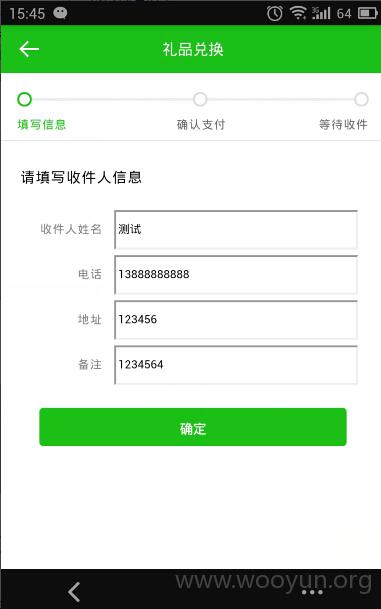 15:45 3G 64
礼品兑换
填写信息 确认支付 等待收件
请填写收件人信息
收件人姓名 测试
电话 13888888888
地址 123456
备注 1234564
确定
www.wooyun.org